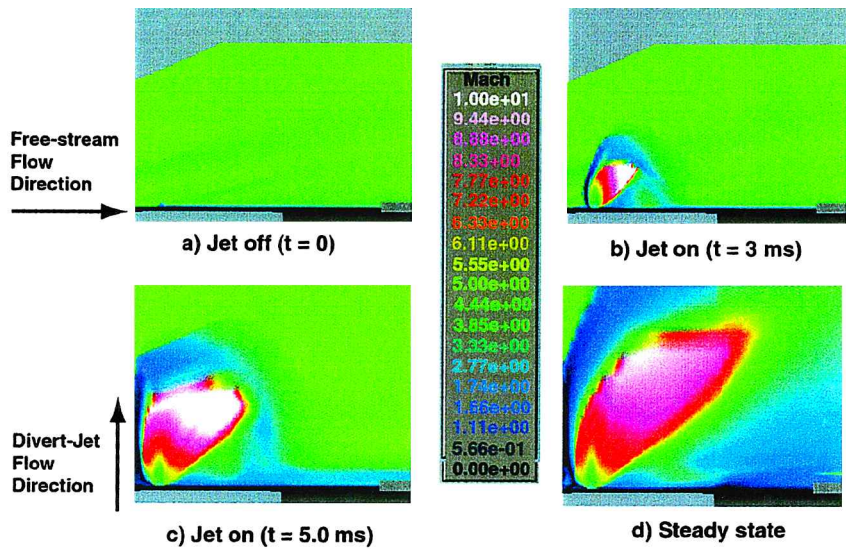 Free-stream
Flow
Direction
a) Jet off (t = 0)
Mach
1.00e+01
9.44e+00
8.88e+00
8.33e+00
7.77e+00
7.22e+00
6.33e+00
6.11e+00
5.55e+00
5.00e+00
4.44e+00
3.85e+00
3.33e+00
2.77e+00
1.74e+00
1.66e+00
1.11e+00
5.66e-01
0.00e+00
b) Jet on (t = 3 ms)
Divert-Jet
Flow
Direction
c) Jet on (t = 5.0 ms)
d) Steady state